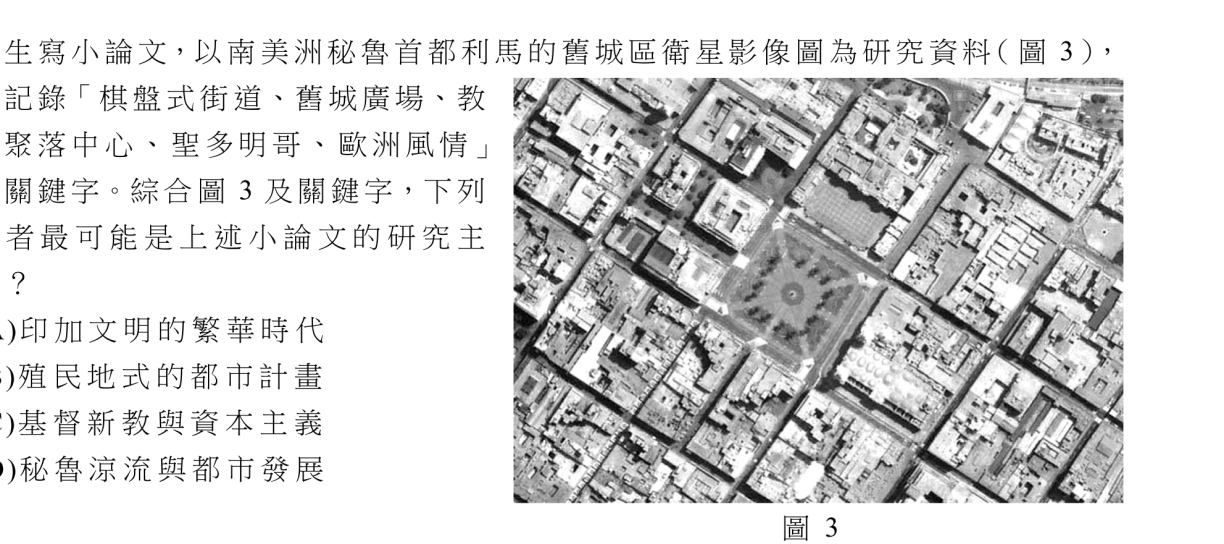 生寫小論文，以南美洲秘魯首都利馬的舊城區衛星影像圖為研究資料（圖 3），
記錄「棋盤式街道、舊城廣場、教
聚落中心、聖多明哥、歐洲風情」
關鍵字。綜合圖 3 及關鍵字，下列
者最可能是上述小論文的研究主
？
)印加文明的繁華時代
)殖民地式的都市計畫
)基督新教與資本主義
)秘魯涼流與都市發展
圖 3